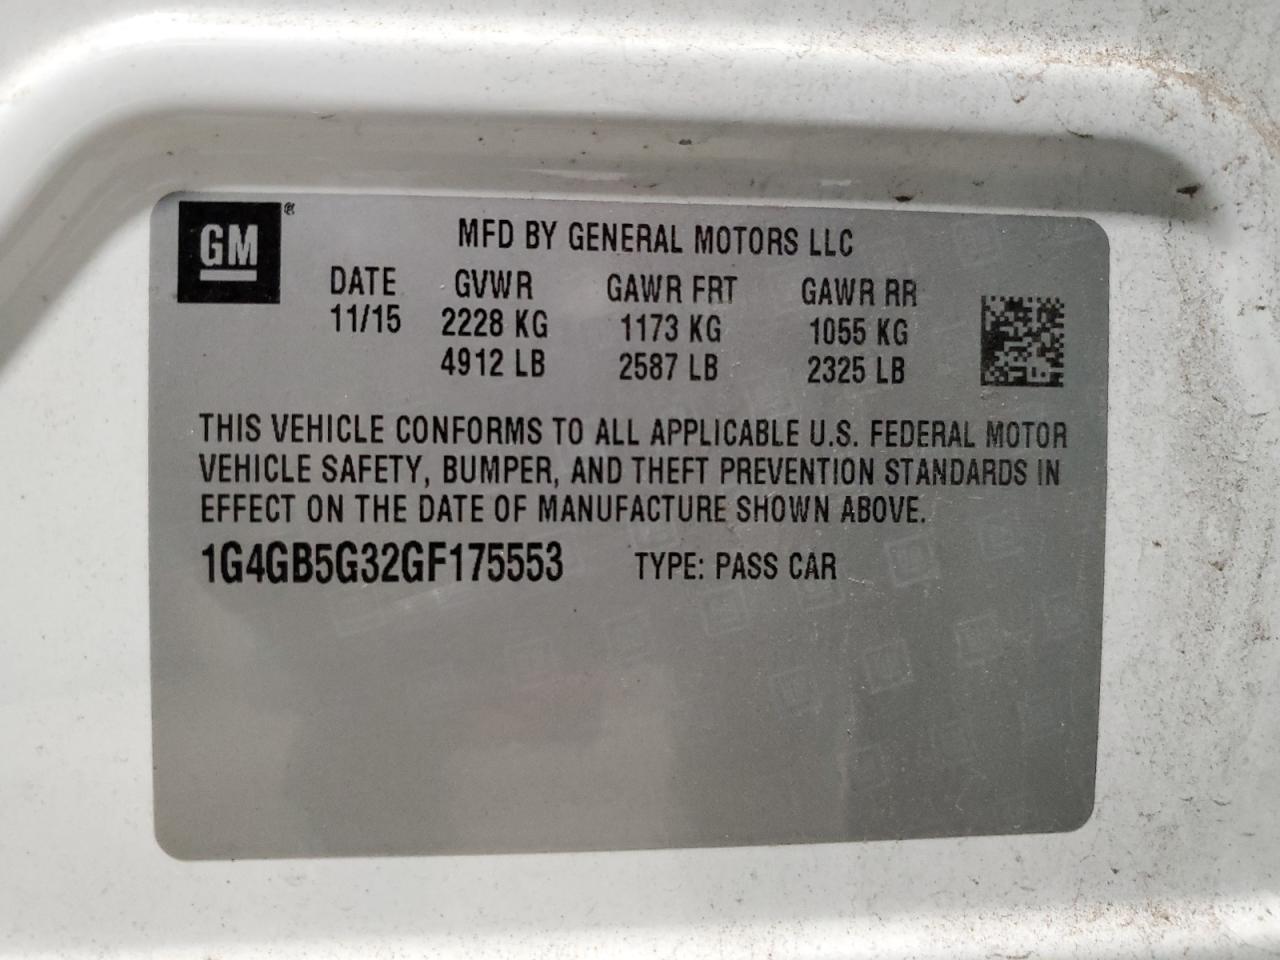 GM®
MFD BY GENERAL MOTORS LLC
DATE GVWR GAWR FRT GAWR RR
11/15 2228 KG 1173 KG 1055 KG
4912 LB 2587 LB 2325 LB
THIS VEHICLE CONFORMS TO ALL APPLICABLE U.S. FEDERAL MOTOR
VEHICLE SAFETY, BUMPER, AND THEFT PREVENTION STANDARDS IN
EFFECT ON THE DATE OF MANUFACTURE SHOWN ABOVE.
1G4GB5G32GF175553 TYPE: PASS CAR